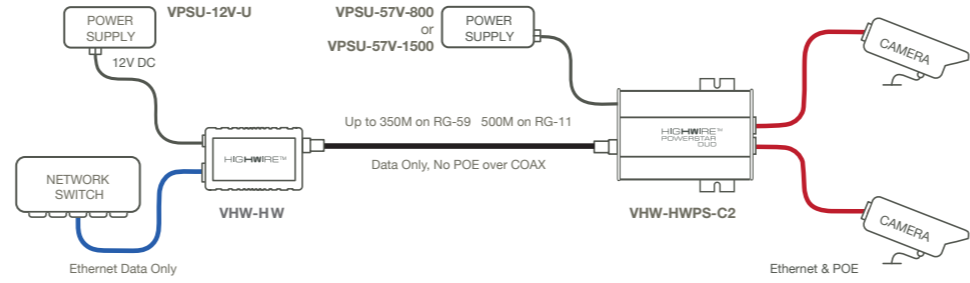 POWER
SUPPLY
VPSU-12V-U
12V DC
VPSU-57V-800
or
VPSU-57V-1500
POWER
SUPPLY
CAMERA
Up to 350M on RG-59 500M on RG-11
HIGHWIRE™
HIGHWIRE™
POWERSTAR
DUO
Data Only, No POE over COAX
NETWORK
SWITCH
VHW-HW
VHW-HWPS-C2
CAMERA
Ethernet Data Only
Ethernet & POE